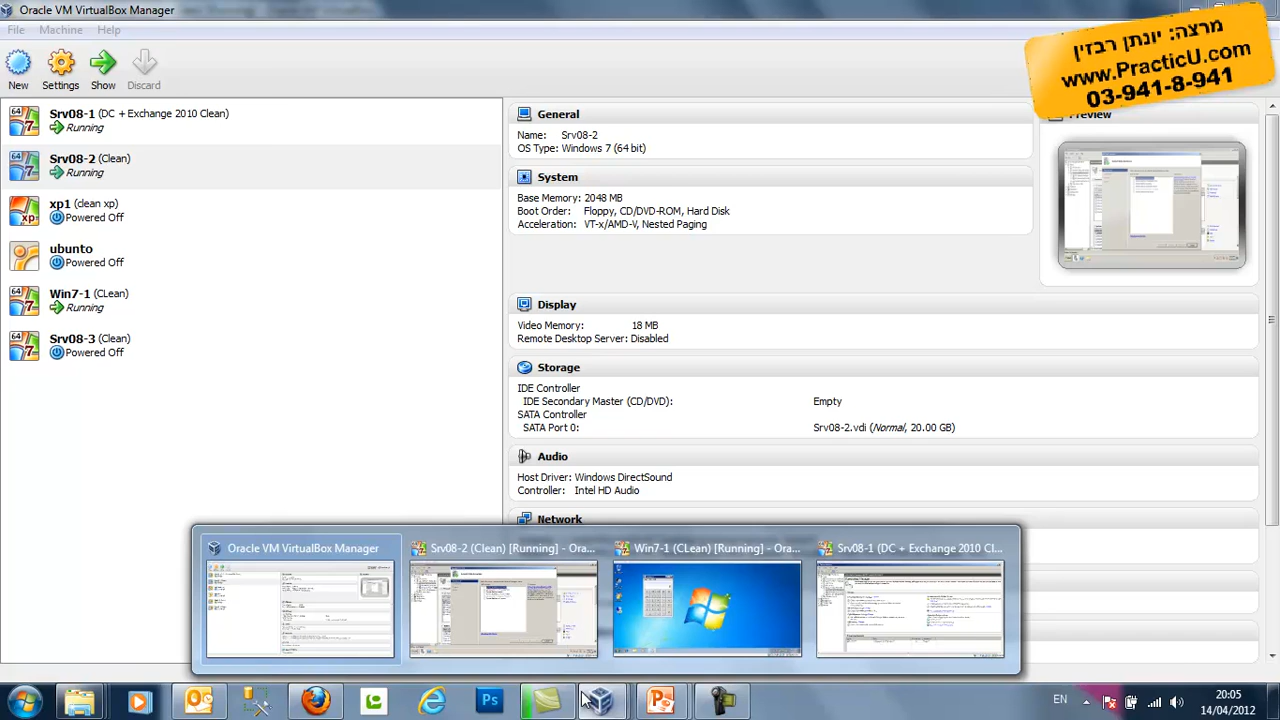 Oracle VM VirtualBox Manager
File Machine Help
מרצה: יונתן רבזין
www.PracticU.com
03-941-8-941
New Settings Show Discard
Srv08-1 (DC + Exchange 2010 Clean)
Running
Srv08-2 (Clean)
Running
xp1 (clean xp)
Powered Off
ubunto
Powered Off
Win7-1 (CLean)
Running
Srv08-3 (Clean)
Powered Off
General
Name: Srv08-2
OS Type: Windows 7 (64 bit)
Preview
System
Base Memory: 2048 MB
Boot Order: Floppy, CD/DVD-ROM, Hard Disk
Acceleration: VT-x/AMD-V, Nested Paging
Display
Video Memory: 18 MB
Remote Desktop Server: Disabled
Storage
IDE Controller
IDE Secondary Master (CD/DVD): Empty
SATA Controller
SATA Port 0: Srv08-2.vdi (Normal, 20.00 GB)
Audio
Host Driver: Windows DirectSound
Controller: Intel HD Audio
Network
Oracle VM VirtualBox Manager
Srv08-2 (Clean) [Running] - Ora...
Win7-1 (CLean) [Running] - Ora...
Srv08-1 (DC + Exchange 2010 Cl...
Ps
EN
20:05
14/04/2012